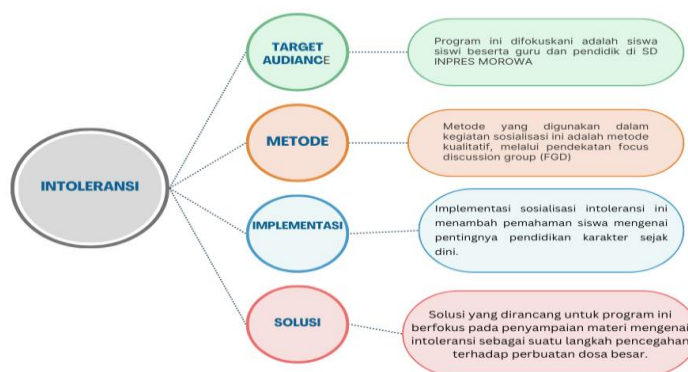 TARGET
AUDIANCE
Program ini difokuskani adalah siswa
siswi beserta guru dan pendidik di SD
INPRES MOROWA
METODE
Metode yang digunakan dalam
kegiatan sosialisasi ini adalah metode
kualitatif, melalui pendekatan focus
discussion group (FGD)
INTOLERANSI
IMPLEMENTASI
Implementasi sosialisasi intoleransi ini
menambah pemahaman siswa mengenai
pentingnya pendidikan karakter sejak
dini.
SOLUSI
Solusi yang dirancang untuk program ini
berfokus pada penyampaian materi mengenai
intoleransi sebagai suatu langkah pencegahan
terhadap perbuatan dosa besar.